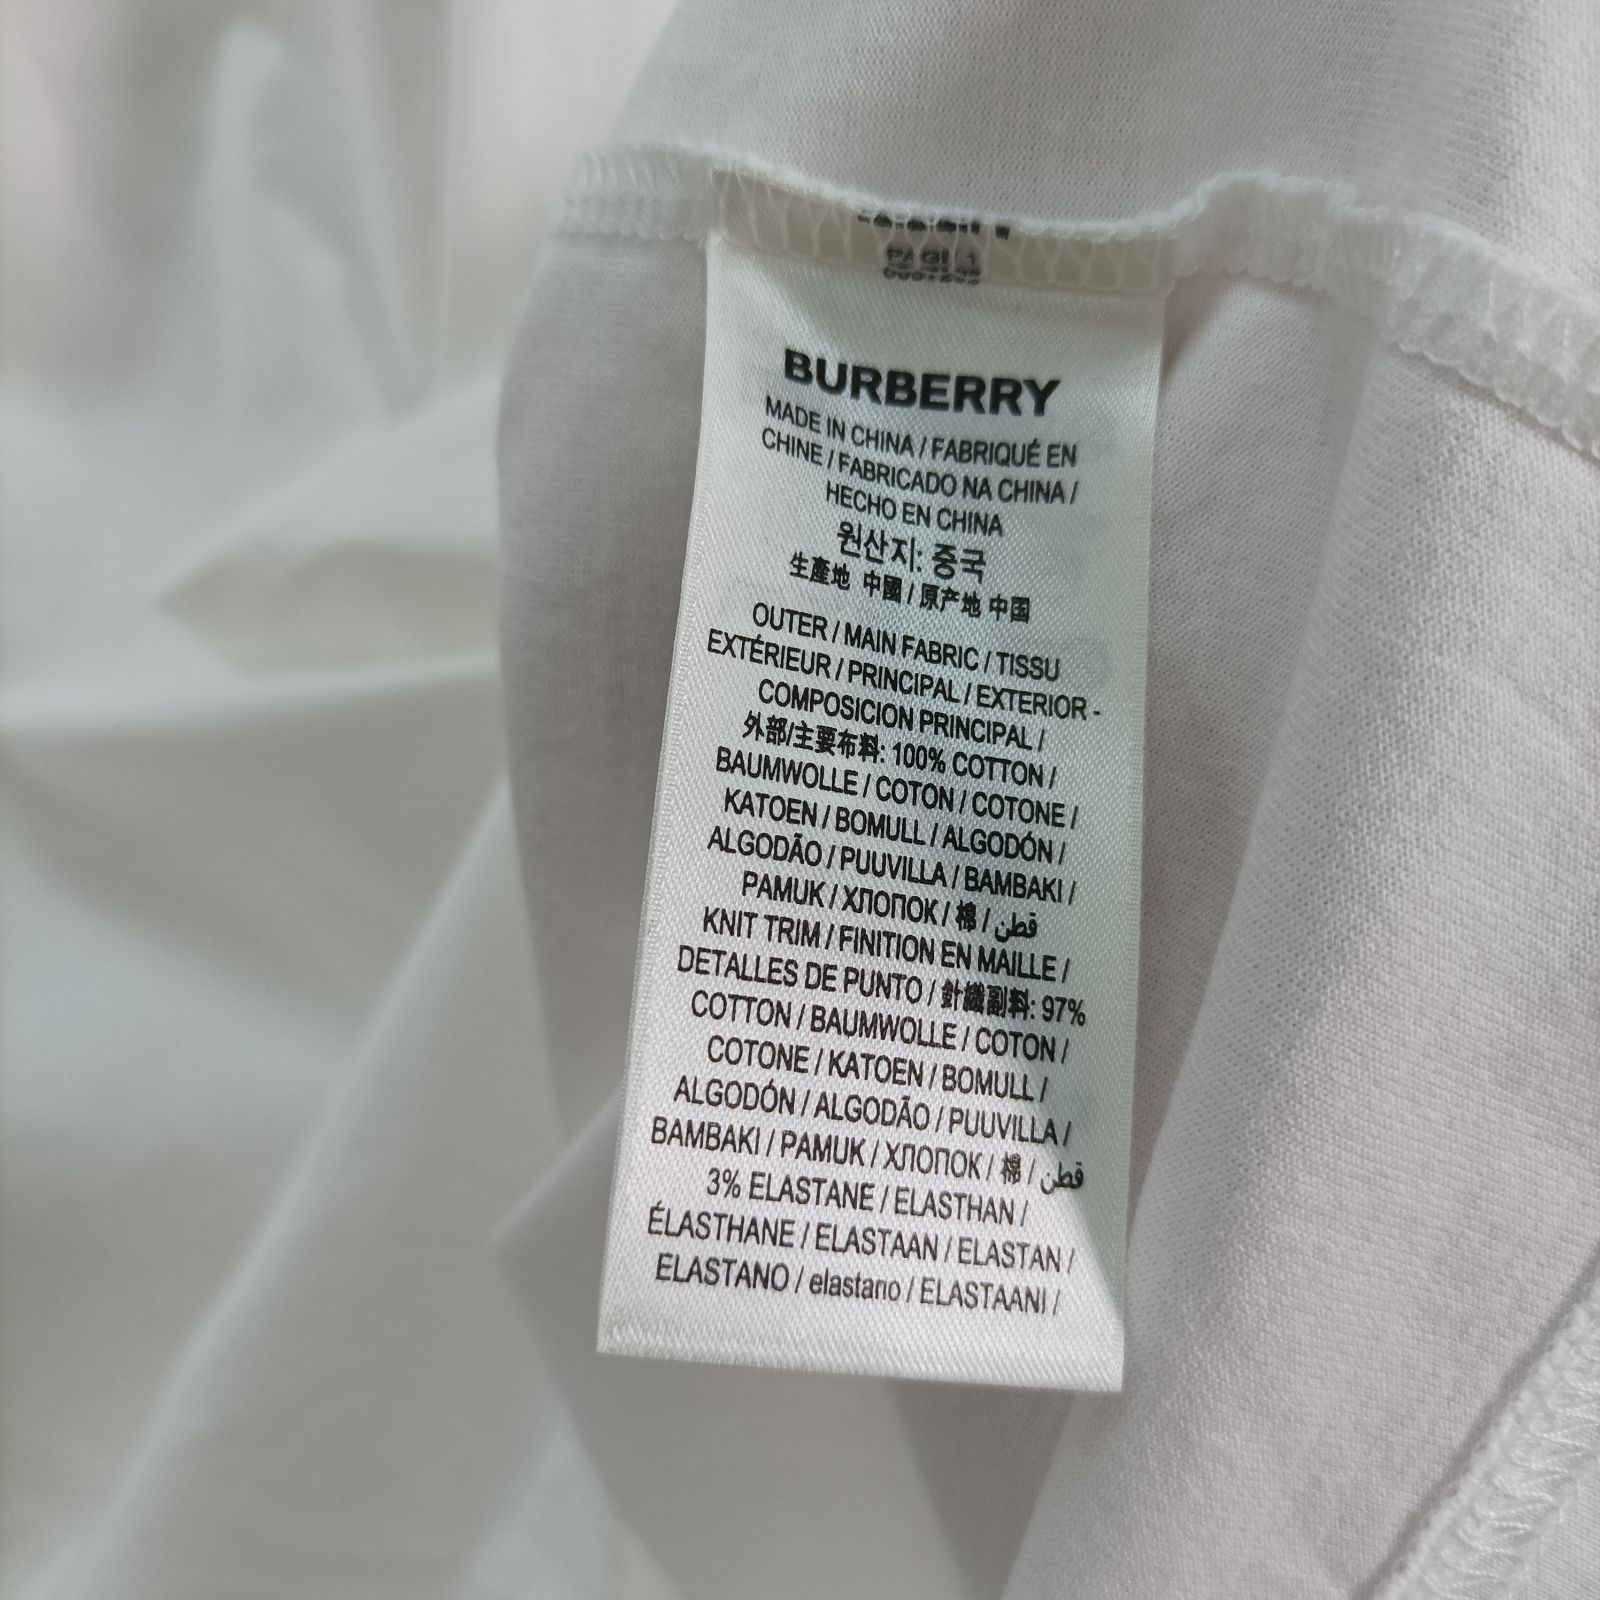 PAGE 1
BURBERRY
MADE IN CHINA / FABRIQUÉ EN
CHINE / FABRICADO NA CHINA /
HECHO EN CHINA
원산지: 중국
生產地 中國 / 原产地 中国
OUTER / MAIN FABRIC / TISSU
EXTÉRIEUR / PRINCIPAL / EXTERIOR -
COMPOSICION PRINCIPAL /
外部/主要布料: 100% COTTON /
BAUMWOLLE / COTON / COTONE /
KATOEN / BOMULL / ALGODÓN /
ALGODÃO / PUUVILLA / BAMBAKI /
PAMUK / ХЛОПОК / 棉 / قطن
KNIT TRIM / FINITION EN MAILLE /
DETALLES DE PUNTO / 針織副料: 97%
COTTON / BAUMWOLLE / COTON /
COTONE / KATOEN / BOMULL /
ALGODÓN / ALGODÃO / PUUVILLA /
BAMBAKI / PAMUK / ХЛОПОК / 棉 / قطن
3% ELASTANE / ELASTHAN /
ÉLASTHANE / ELASTAAN / ELASTAN /
ELASTANO / elastano / ELASTAANI /